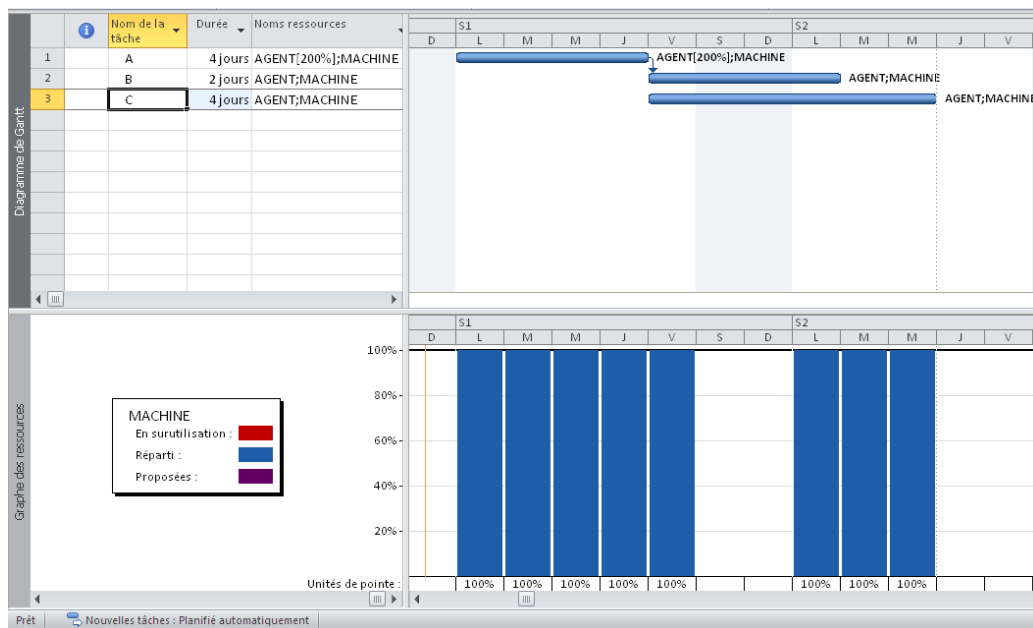 Nom de la tâche Durée Noms ressources
1 A 4 jours AGENT[200%];MACHINE
2 B 2 jours AGENT;MACHINE
3 C 4 jours AGENT;MACHINE
Diagramme de Gantt
S1 S2
D L M M J V S D L M M J V
AGENT[200%];MACHINE
AGENT;MACHINE
AGENT;MACHINE
Graphe des ressources
MACHINE
En surutilisation :
Réparti :
Proposées :
100%
80%
60%
40%
20%
Unités de pointe :
S1 S2
D L M M J V S D L M M J V
100% 100% 100% 100% 100% 100% 100% 100%
Prêt Nouvelles tâches : Planifié automatiquement